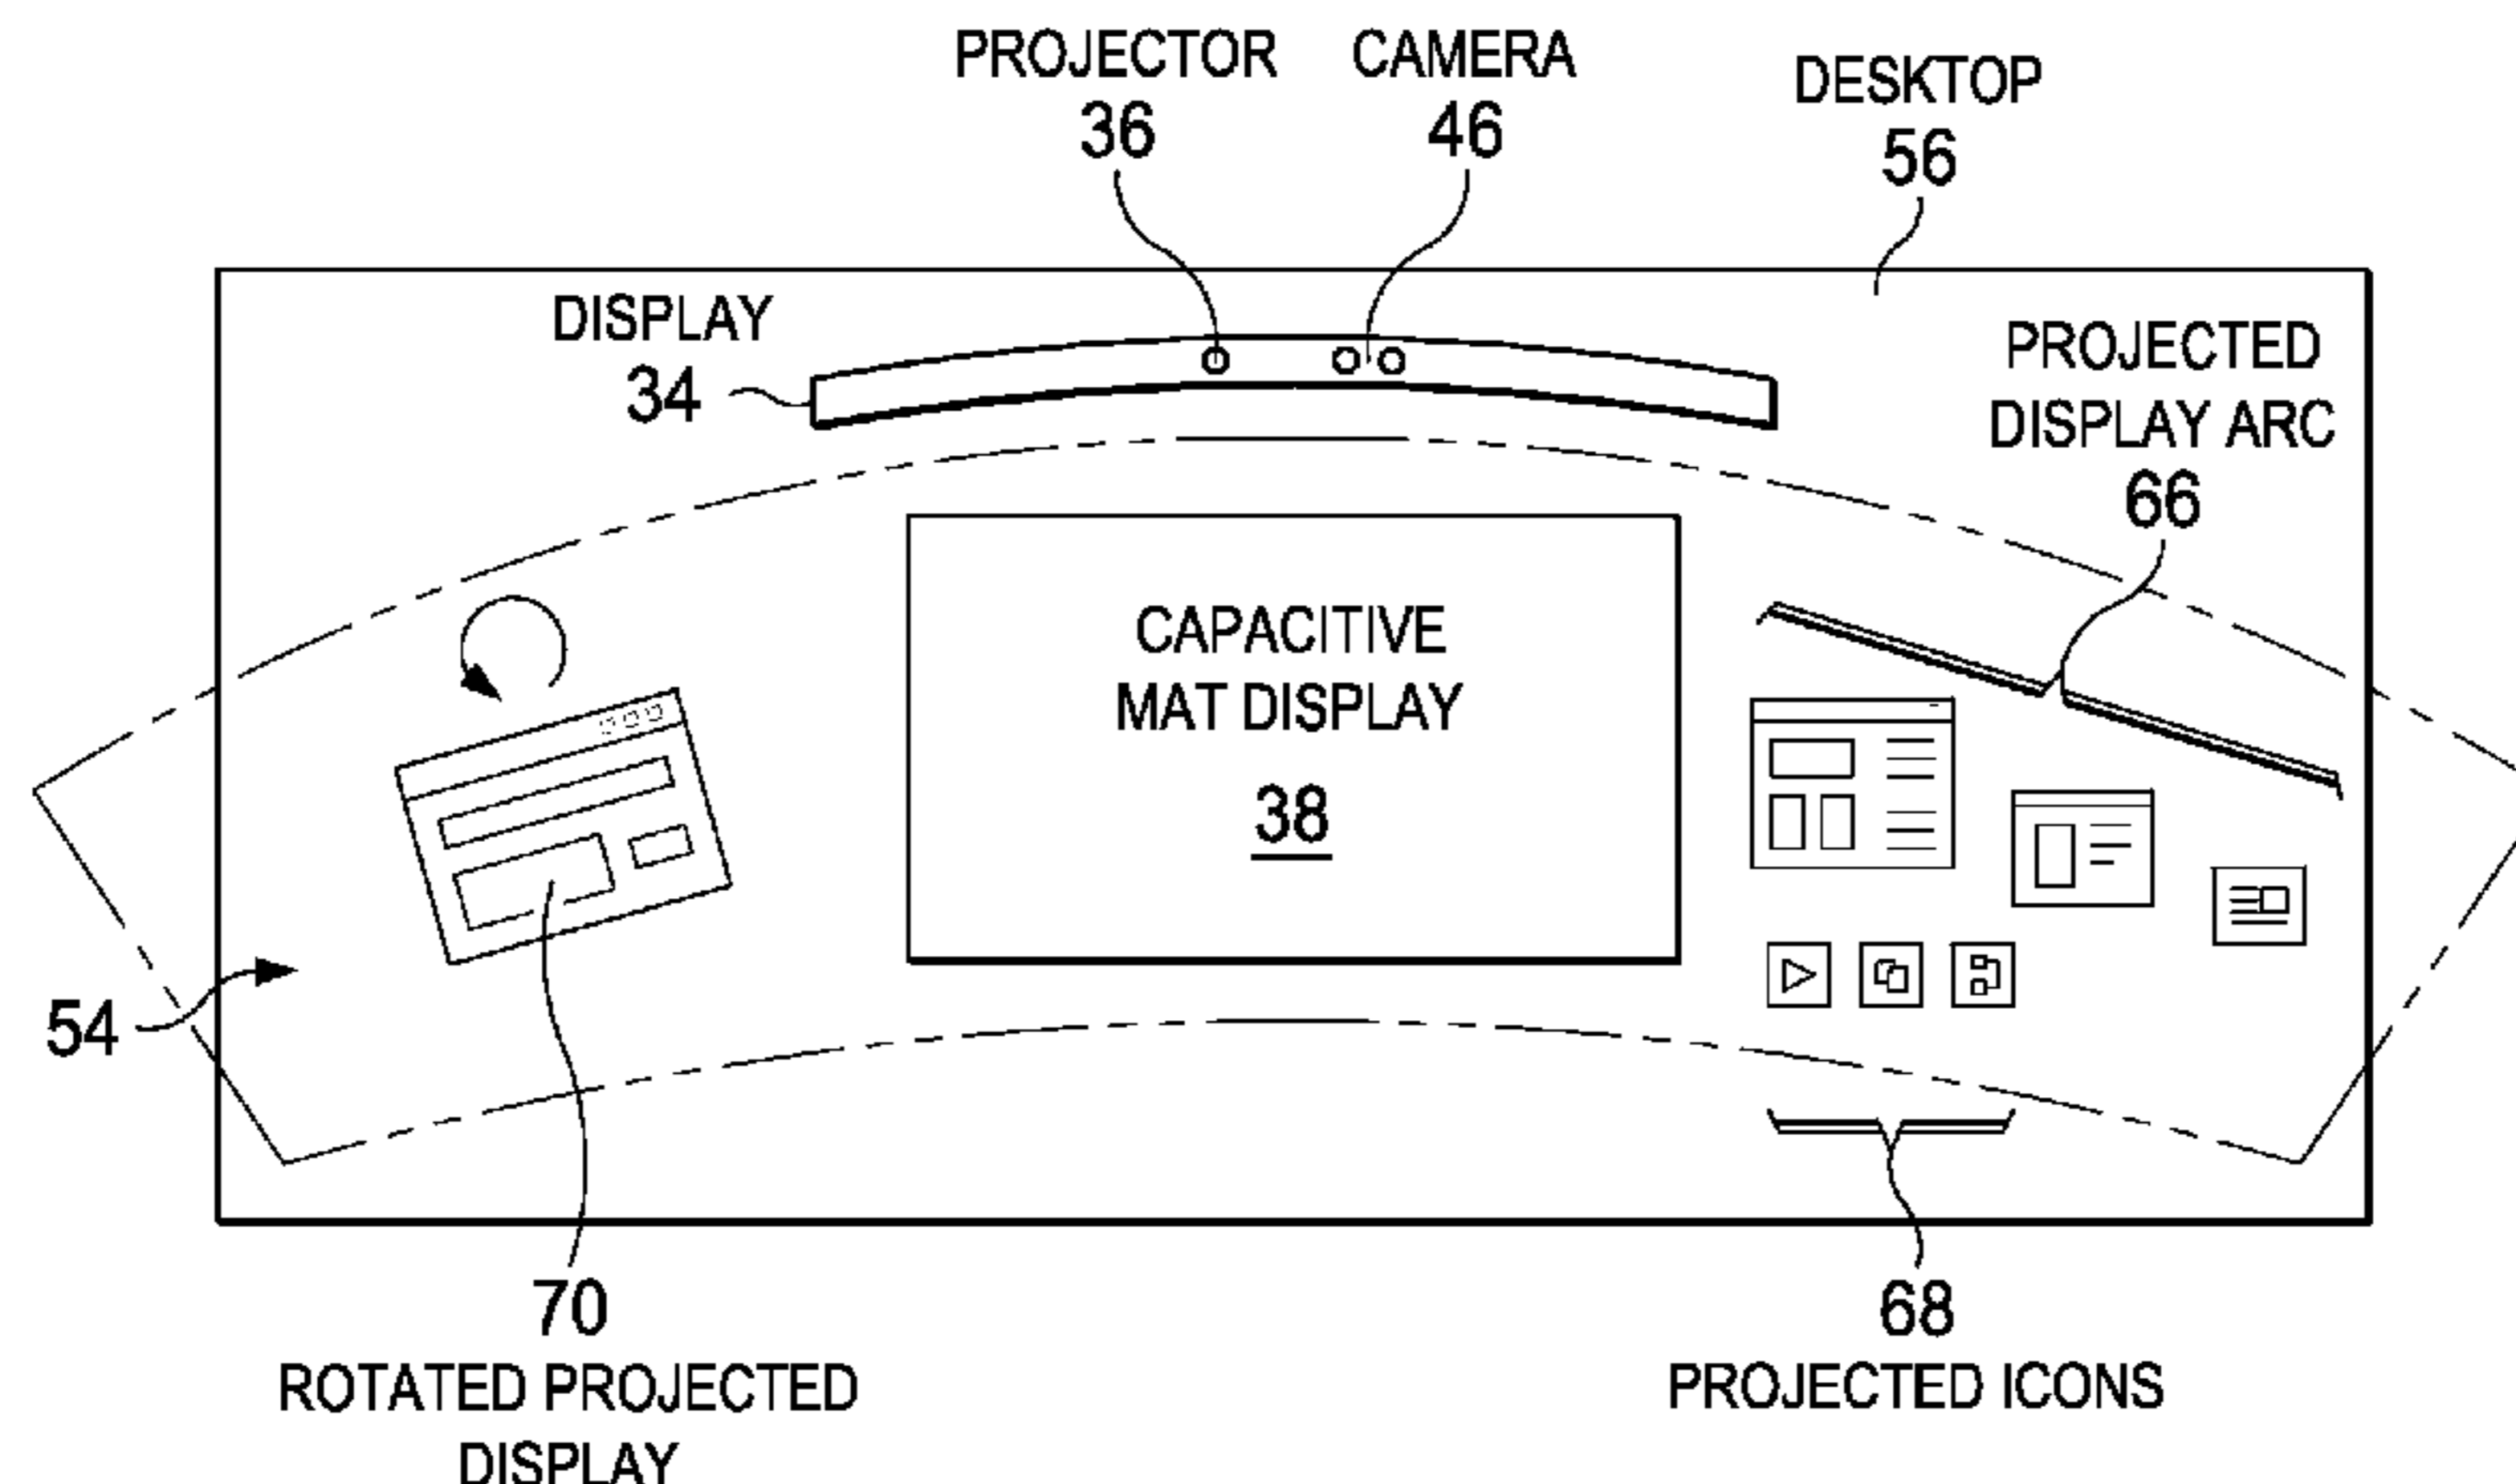 PROJECTOR
36
CAMERA
46
DESKTOP
56
DISPLAY
34
PROJECTED
DISPLAY ARC
66
CAPACITIVE
MAT DISPLAY
38
54
70
ROTATED PROJECTED
DISPLAY
68
PROJECTED ICONS